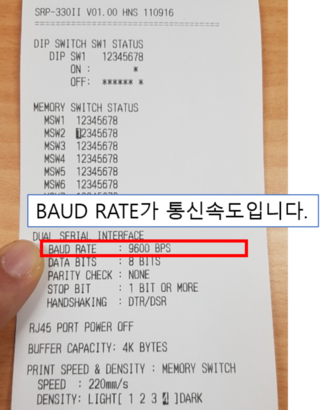 SRP-330II V01.00 HNS 110916
DIP SWITCH SW1 STATUS
DIP SW1 12345678
ON : *
OFF: ****** *
MEMORY SWITCH STATUS
MSW1 12345678
MSW2 12345678
MSW3 12345678
MSW4 12345678
MSW5 12345678
MSW6 12345678
BAUD RATE가 통신속도입니다.
DUAL SERIAL INTERFACE
BAUD RATE : 9600 BPS
DATA BITS : 8 BITS
PARITY CHECK : NONE
STOP BIT : 1 BIT OR MORE
HANDSHAKING : DTR/DSR
RJ45 PORT POWER OFF
BUFFER CAPACITY: 4K BYTES
PRINT SPEED & DENSITY : MEMORY SWITCH
SPEED : 220mm/s
DENSITY: LIGHT[ 1 2 3 4 ]DARK